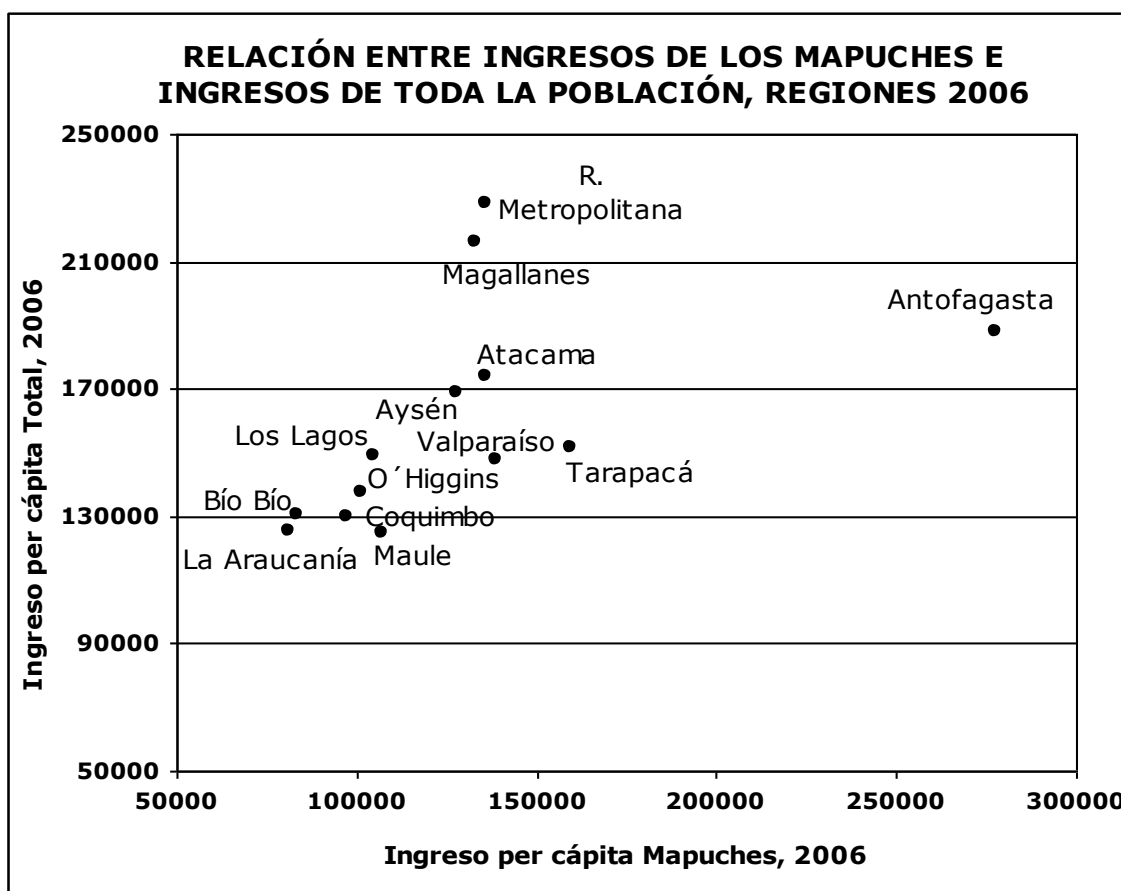 RELACIÓN ENTRE INGRESOS DE LOS MAPUCHES E
INGRESOS DE TODA LA POBLACIÓN, REGIONES 2006
Ingreso per cápita Total, 2006
250000
210000
170000
130000
90000
50000
R.
Metropolitana
Magallanes
Antofagasta
Atacama
Aysén
Los Lagos
Valparaíso
Tarapacá
O´Higgins
Bío Bío
Coquimbo
La Araucanía
Maule
50000 100000 150000 200000 250000 300000
Ingreso per cápita Mapuches, 2006